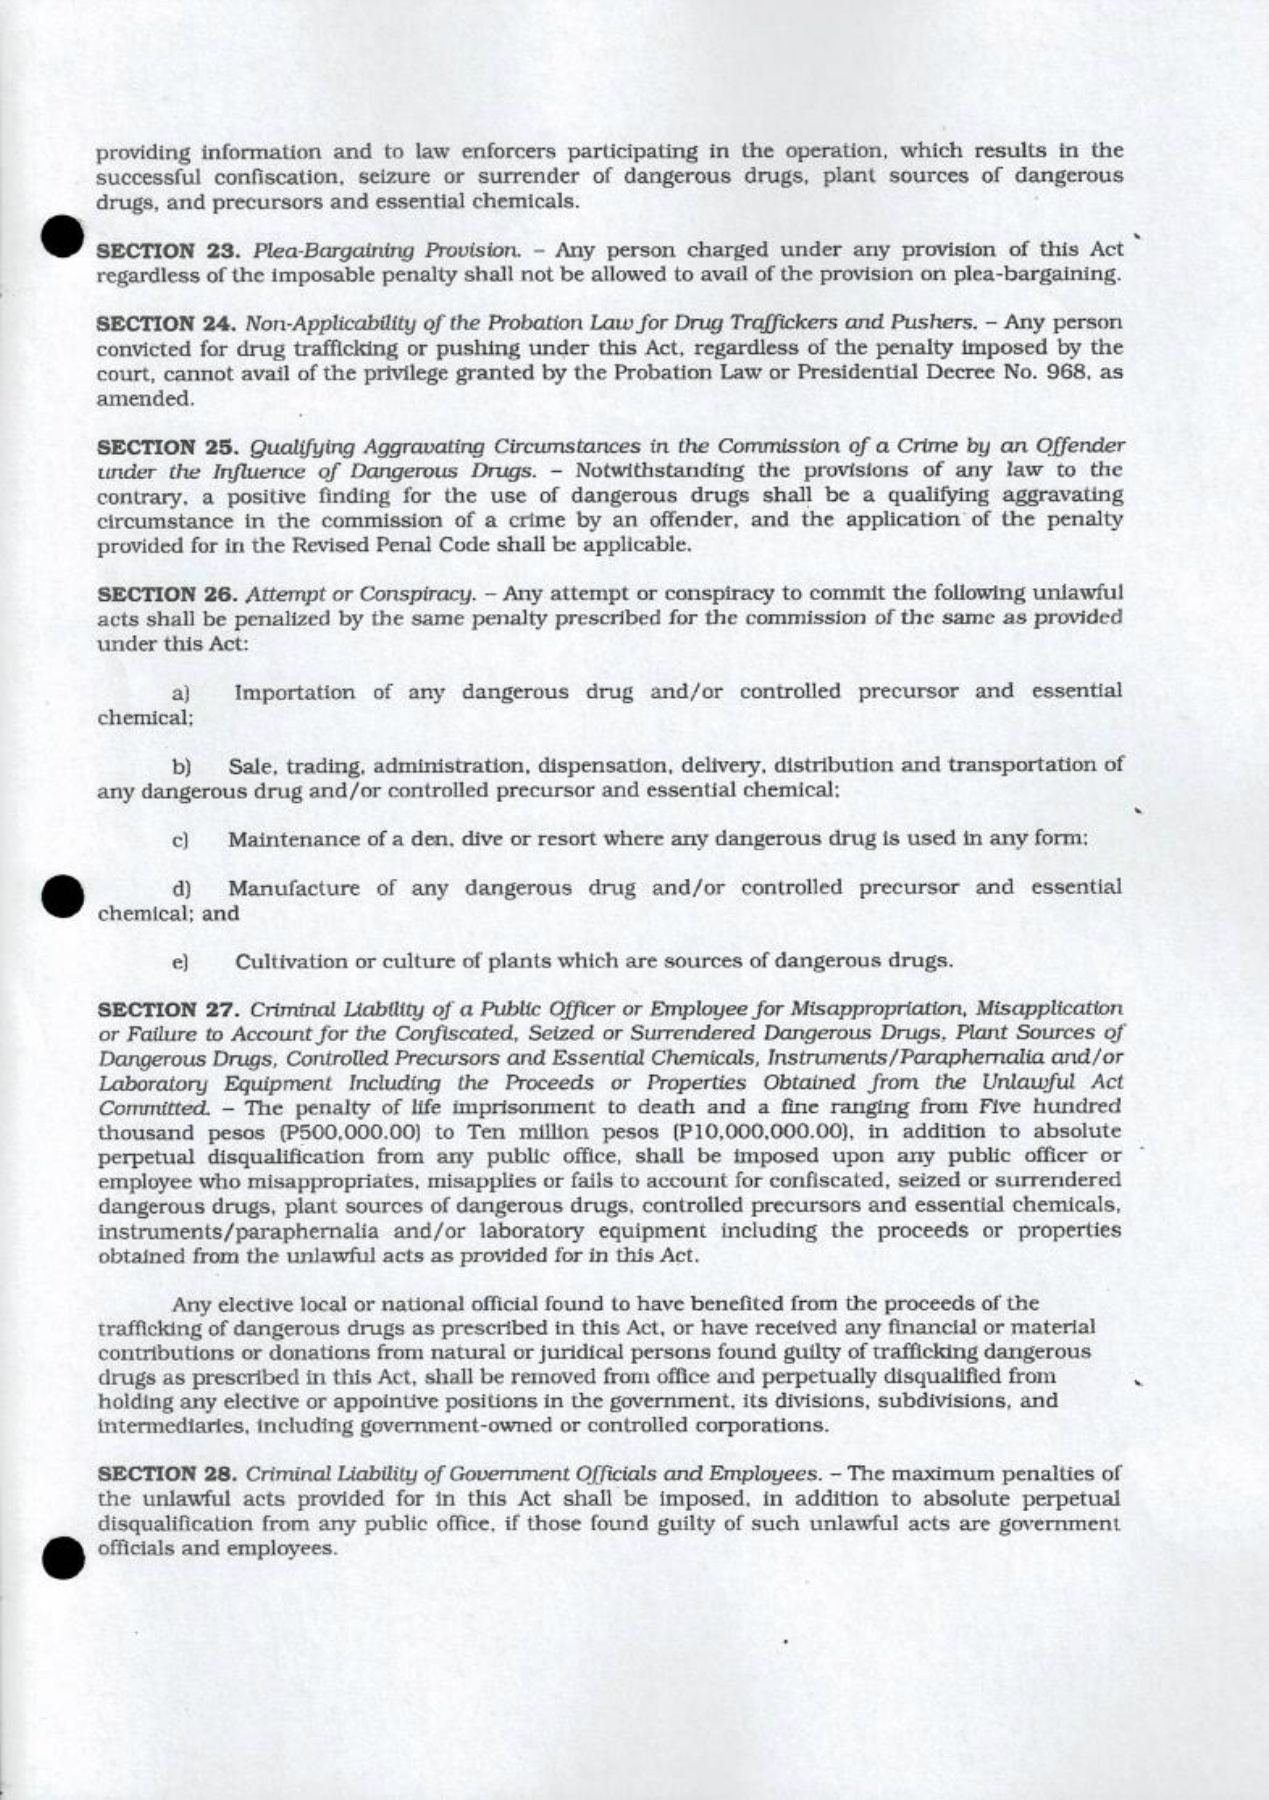 providing information and to law enforcers participating in the operation, which results in the
successful confiscation, seizure or surrender of dangerous drugs, plant sources of dangerous
drugs, and precursors and essential chemicals.
SECTION 23. Plea-Bargaining Provision. – Any person charged under any provision of this Act
regardless of the imposable penalty shall not be allowed to avail of the provision on plea-bargaining.
SECTION 24. Non-Applicability of the Probation Law for Drug Traffickers and Pushers. – Any person
convicted for drug trafficking or pushing under this Act, regardless of the penalty imposed by the
court, cannot avail of the privilege granted by the Probation Law or Presidential Decree No. 968, as
amended.
SECTION 25. Qualifying Aggravating Circumstances in the Commission of a Crime by an Offender
under the Influence of Dangerous Drugs. – Notwithstanding the provisions of any law to the
contrary, a positive finding for the use of dangerous drugs shall be a qualifying aggravating
circumstance in the commission of a crime by an offender, and the application of the penalty
provided for in the Revised Penal Code shall be applicable.
SECTION 26. Attempt or Conspiracy. – Any attempt or conspiracy to commit the following unlawful
acts shall be penalized by the same penalty prescribed for the commission of the same as provided
under this Act:
a) Importation of any dangerous drug and/or controlled precursor and essential
chemical;
b) Sale, trading, administration, dispensation, delivery, distribution and transportation of
any dangerous drug and/or controlled precursor and essential chemical;
c) Maintenance of a den, dive or resort where any dangerous drug is used in any form;
d) Manufacture of any dangerous drug and/or controlled precursor and essential
chemical; and
e) Cultivation or culture of plants which are sources of dangerous drugs.
SECTION 27. Criminal Liability of a Public Officer or Employee for Misappropriation, Misapplication
or Failure to Account for the Confiscated, Seized or Surrendered Dangerous Drugs, Plant Sources of
Dangerous Drugs, Controlled Precursors and Essential Chemicals, Instruments/Paraphernalia and/or
Laboratory Equipment Including the Proceeds or Properties Obtained from the Unlawful Act
Committed. – The penalty of life imprisonment to death and a fine ranging from Five hundred
thousand pesos (P500,000.00) to Ten million pesos (P10,000,000.00), in addition to absolute
perpetual disqualification from any public office, shall be imposed upon any public officer or
employee who misappropriates, misapplies or fails to account for confiscated, seized or surrendered
dangerous drugs, plant sources of dangerous drugs, controlled precursors and essential chemicals,
instruments/paraphernalia and/or laboratory equipment including the proceeds or properties
obtained from the unlawful acts as provided for in this Act.
Any elective local or national official found to have benefited from the proceeds of the
trafficking of dangerous drugs as prescribed in this Act, or have received any financial or material
contributions or donations from natural or juridical persons found guilty of trafficking dangerous
drugs as prescribed in this Act, shall be removed from office and perpetually disqualified from
holding any elective or appointive positions in the government, its divisions, subdivisions, and
intermediaries, including government-owned or controlled corporations.
SECTION 28. Criminal Liability of Government Officials and Employees. – The maximum penalties of
the unlawful acts provided for in this Act shall be imposed, in addition to absolute perpetual
disqualification from any public office, if those found guilty of such unlawful acts are government
officials and employees.